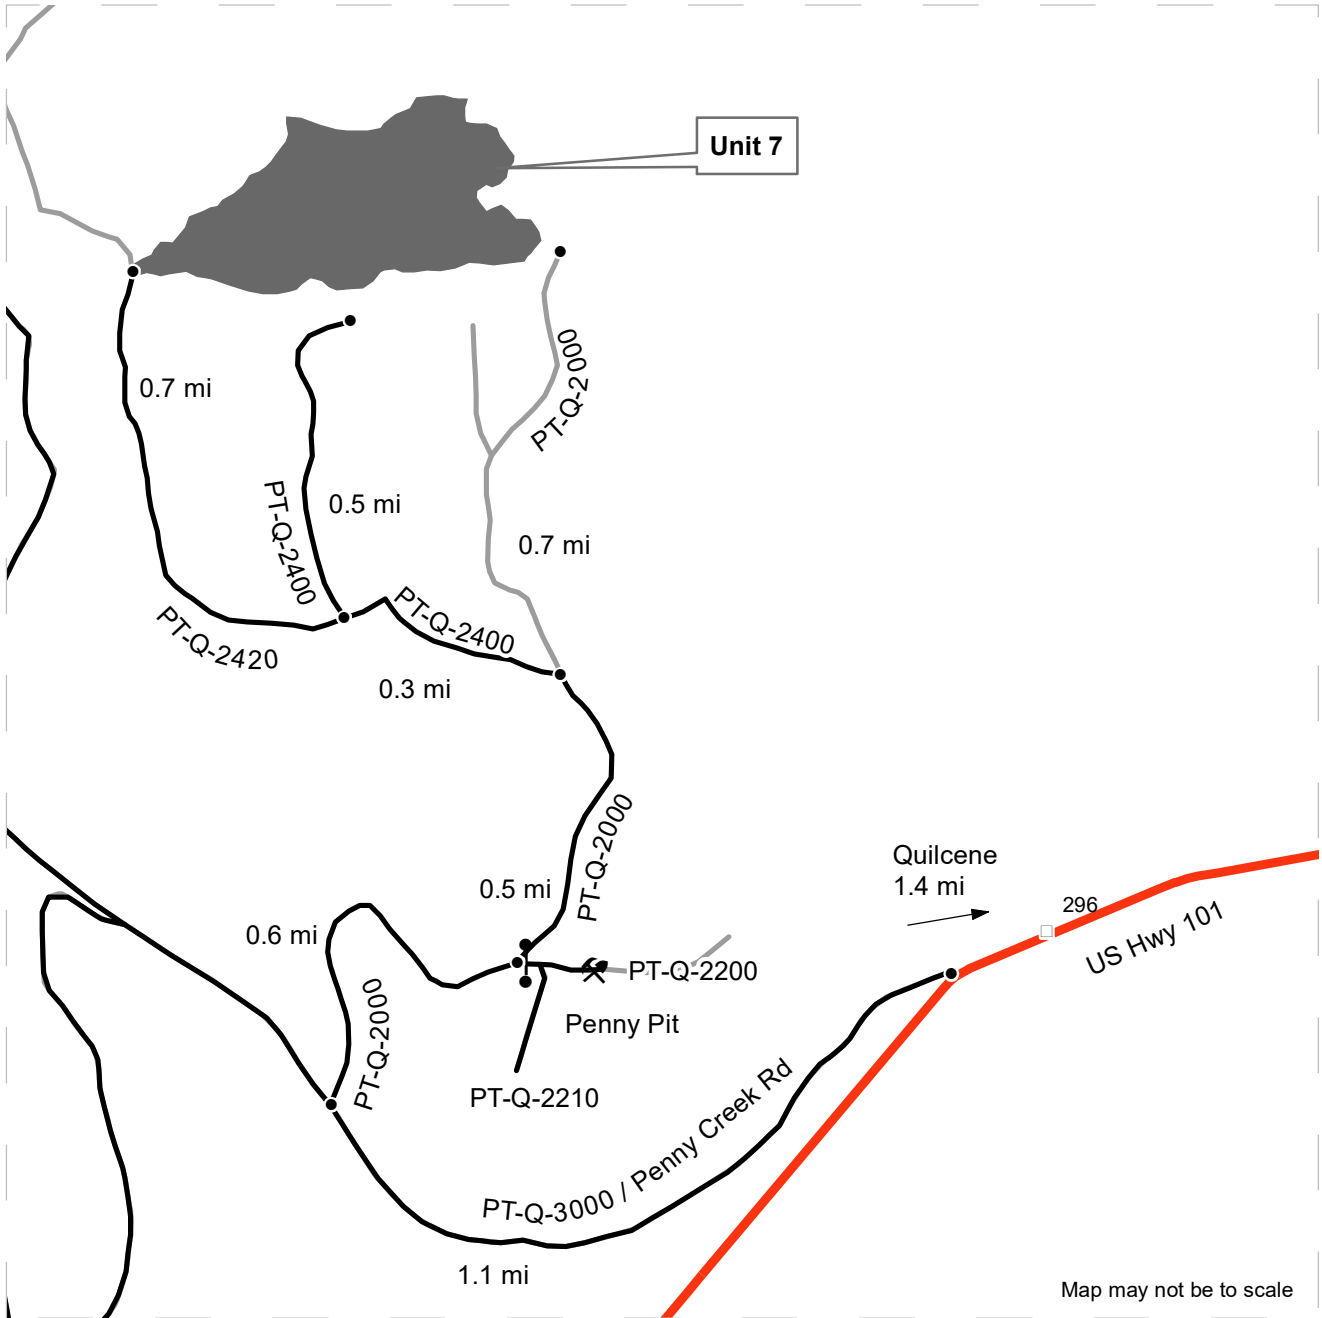 Unit 7
PT-Q-2000
0.7 mi
PT-Q-2400
0.5 mi
0.7 mi
PT-Q-2420
PT-Q-2400
0.3 mi
PT-Q-2000
0.5 mi
Quilcene
1.4 mi
296
US Hwy 101
0.6 mi
PT-Q-2000
PT-Q-2200
Penny Pit
PT-Q-2210
PT-Q-3000 / Penny Creek Rd
1.1 mi
Map may not be to scale